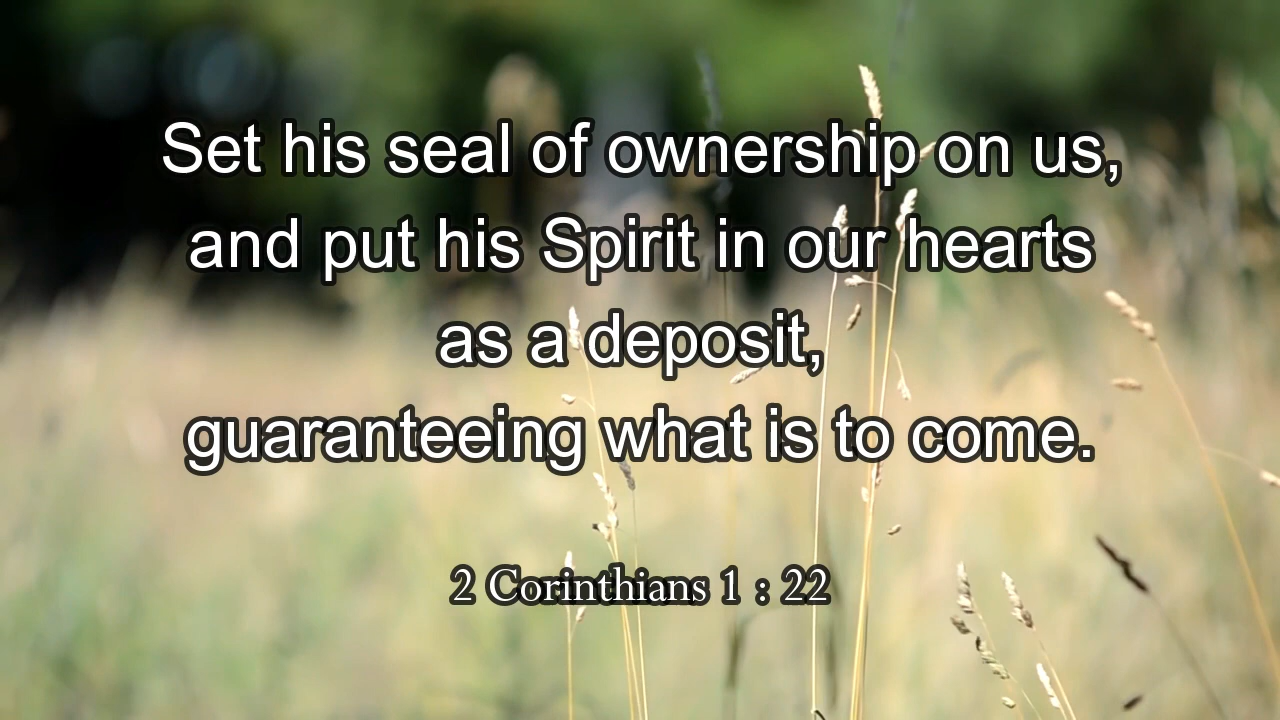 Set his seal of ownership on us,
and put his Spirit in our hearts
as a deposit,
guaranteeing what is to come.
2 Corinthians 1 : 22